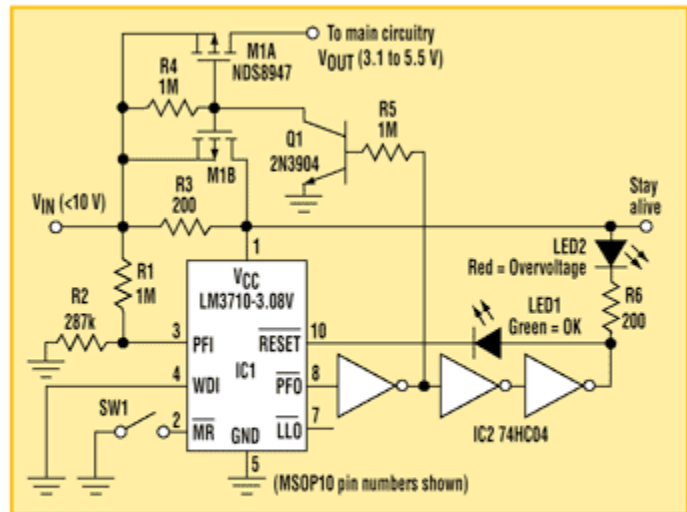 To main circuitry
VOUT (3.1 to 5.5 V)
M1A
NDS8947
R4
1M
R5
1M
Q1
2N3904
M1B
R3
200
VIN (<10 V)
Stay
alive
1
VCC
LM3710-3.08V
LED2
Red = Overvoltage
R1
1M
R2
287k
LED1
Green = OK
R6
200
3
PFI
RESET
10
IC1
4
WDI
PFO
8
SW1
2
MR
GND
LLO
7
IC2 74HC04
5
(MSOP10 pin numbers shown)